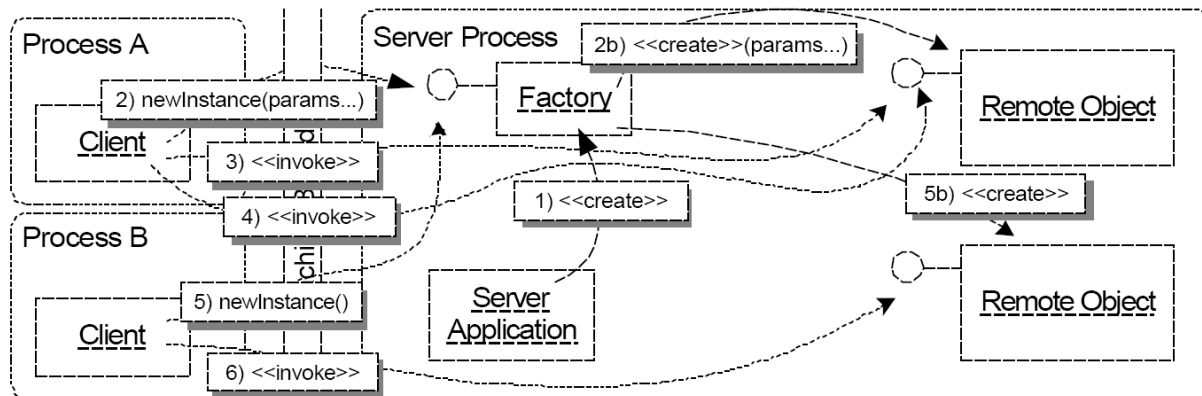 Process A
Server Process
2b) <<create>>(params...)
2) newInstance(params...)
Factory
Remote Object
Client
3) <<invoke>>
4) <<invoke>>
1) <<create>>
5b) <<create>>
Process B
5) newInstance()
Server
Application
Client
Remote Object
6) <<invoke>>